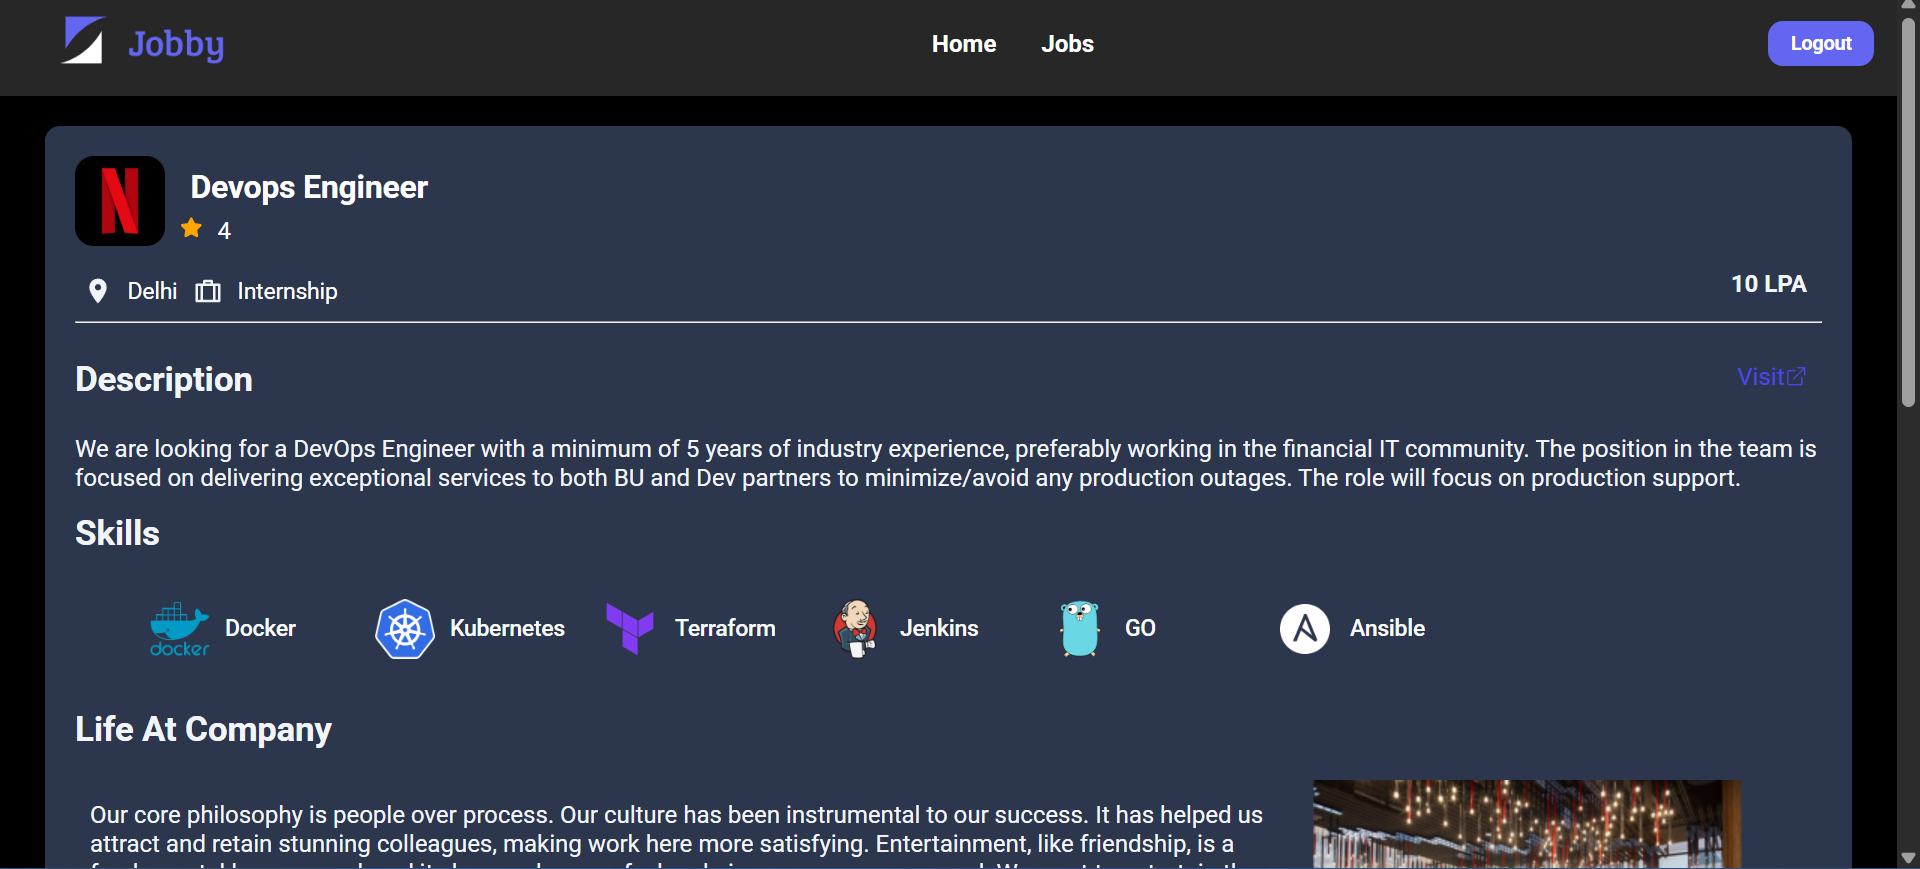 Jobby
Home
Jobs
Logout
N
Devops Engineer
4
Delhi
Internship
10 LPA
Description
Visit
We are looking for a DevOps Engineer with a minimum of 5 years of industry experience, preferably working in the financial IT community. The position in the team is
focused on delivering exceptional services to both BU and Dev partners to minimize/avoid any production outages. The role will focus on production support.
Skills
docker
Docker
Kubernetes
Terraform
Jenkins
GO
Ansible
Life At Company
Our core philosophy is people over process. Our culture has been instrumental to our success. It has helped us
attract and retain stunning colleagues, making work here more satisfying. Entertainment, like friendship, is a